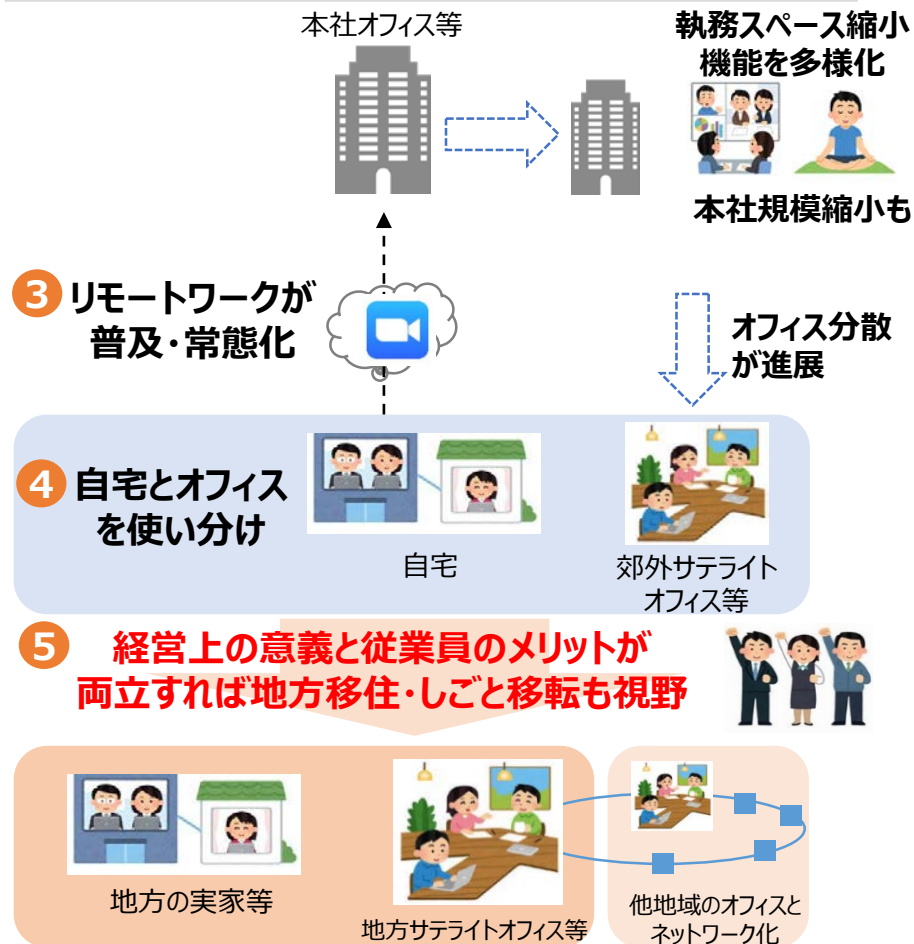 本社オフィス等
執務スペース縮小
機能を多様化
本社規模縮小も
❸ リモートワークが
普及・常態化
オフィス分散
が進展
❹ 自宅とオフィス
を使い分け
自宅
郊外サテライト
オフィス等
❺ 経営上の意義と従業員のメリットが
両立すれば地方移住・しごと移転も視野
地方の実家等
地方サテライトオフィス等
他地域のオフィスと
ネットワーク化